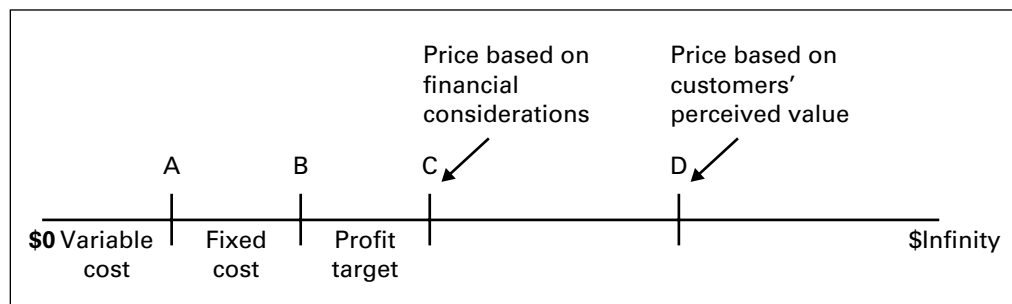 Price based on
financial
considerations
Price based on
customers’
perceived value
A
B
C
D
$0 Variable
cost
Fixed
cost
Profit
target
$Infinity